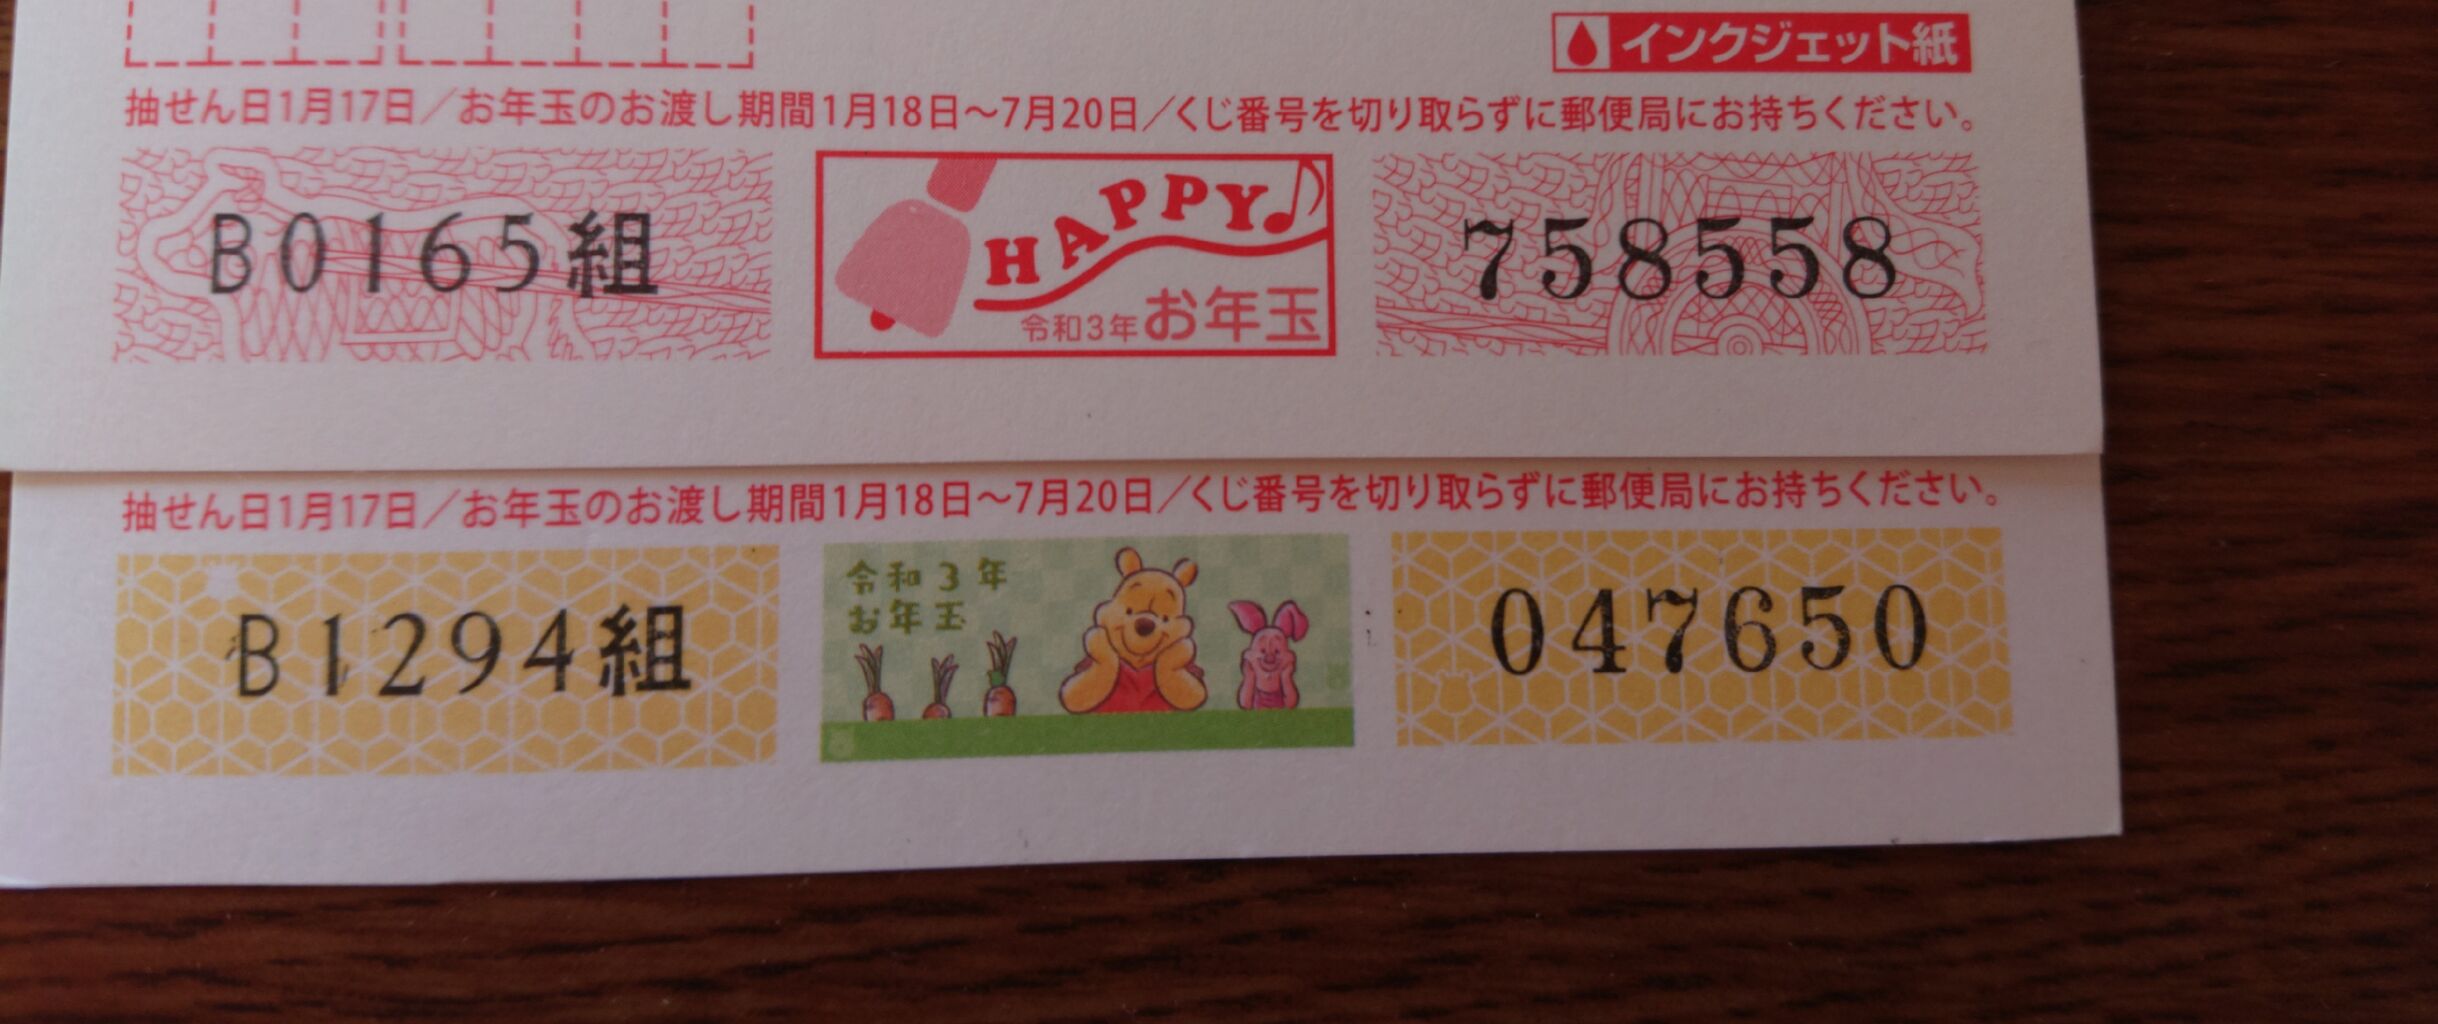 インクジェット紙
抽せん日1月17日／お年玉のお渡し期間1月18日～7月20日／くじ番号を切り取らずに郵便局にお持ちください。
B0165組
HAPPY♪
令和3年お年玉
758558
抽せん日1月17日／お年玉のお渡し期間1月18日～7月20日／くじ番号を切り取らずに郵便局にお持ちください。
B1294組
令和3年
お年玉
047650